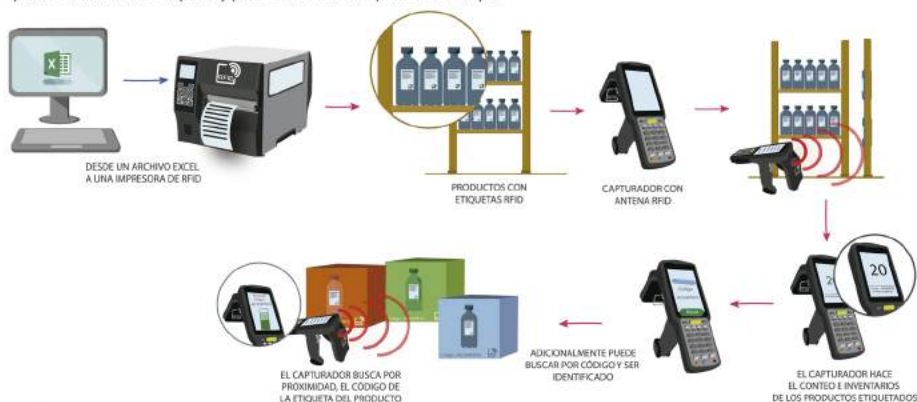 RFID
DESDE UN ARCHIVO EXCEL
A UNA IMPRESORA DE RFID
PRODUCTOS CON
ETIQUETAS RFID
CAPTURADOR CON
ANTENA RFID
20
EL CAPTURADOR HACE
EL CONTEO E INVENTARIOS
DE LOS PRODUCTOS ETIQUETADOS
ADICIONALMENTE PUEDE
BUSCAR POR CÓDIGO Y SER
IDENTIFICADO
EL CAPTURADOR BUSCA POR
PROXIMIDAD, EL CÓDIGO DE
LA ETIQUETA DEL PRODUCTO